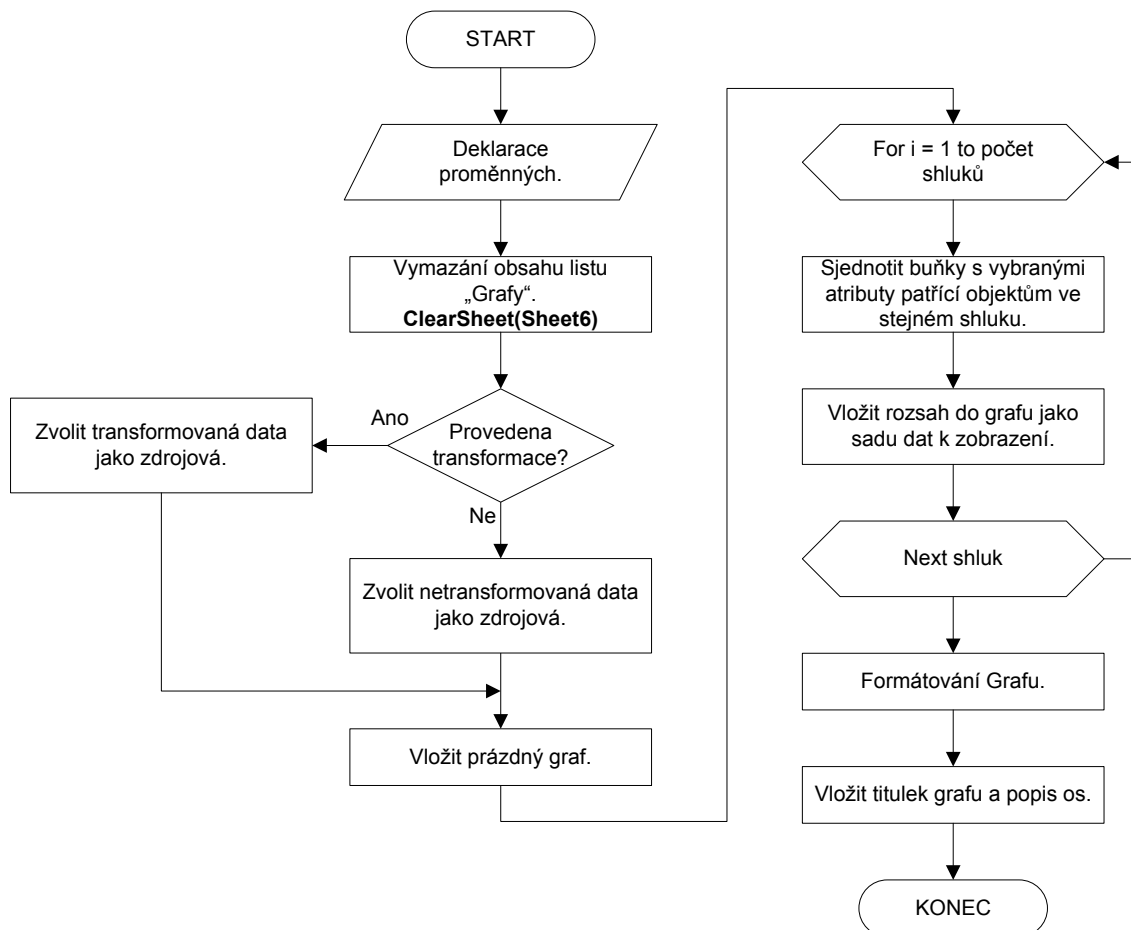 START
Deklarace
proměnných.
Vymazání obsahu listu
„Grafy“.
ClearSheet(Sheet6)
Provedena
transformace?
Ano
Zvolit transformovaná data
jako zdrojová.
Ne
Zvolit netransformovaná data
jako zdrojová.
Vložit prázdný graf.
For i = 1 to počet
shluků
Sjednotit buňky s vybranými
atributy patřící objektům ve
stejném shluku.
Vložit rozsah do grafu jako
sadu dat k zobrazení.
Next shluk
Formátování Grafu.
Vložit titulek grafu a popis os.
KONEC